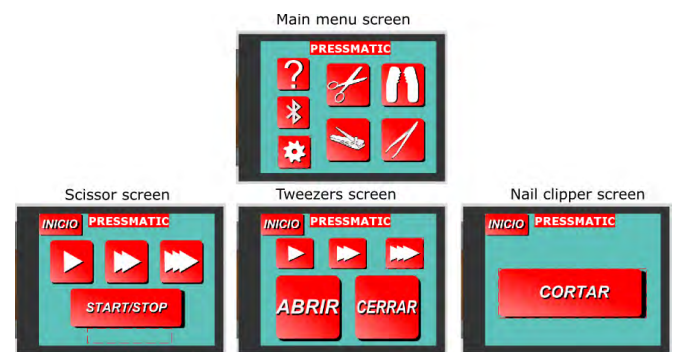 Main menu screen
PRESSMATIC
?
Scissor screen
INICIO PRESSMATIC
START/STOP
Tweezers screen
INICIO PRESSMATIC
ABRIR CERRAR
Nail clipper screen
INICIO PRESSMATIC
CORTAR